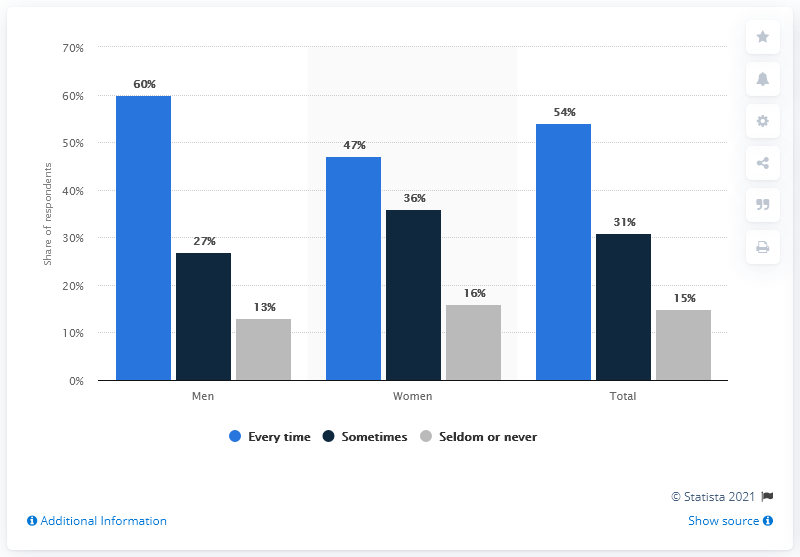 70%
60%
50%
40%
30%
20%
10%
0%
Share of respondents
60%
27%
13%
47%
36%
16%
54%
31%
15%
Men
Women
Total
Every time
Sometimes
Seldom or never
© Statista 2021
Additional Information
Show source